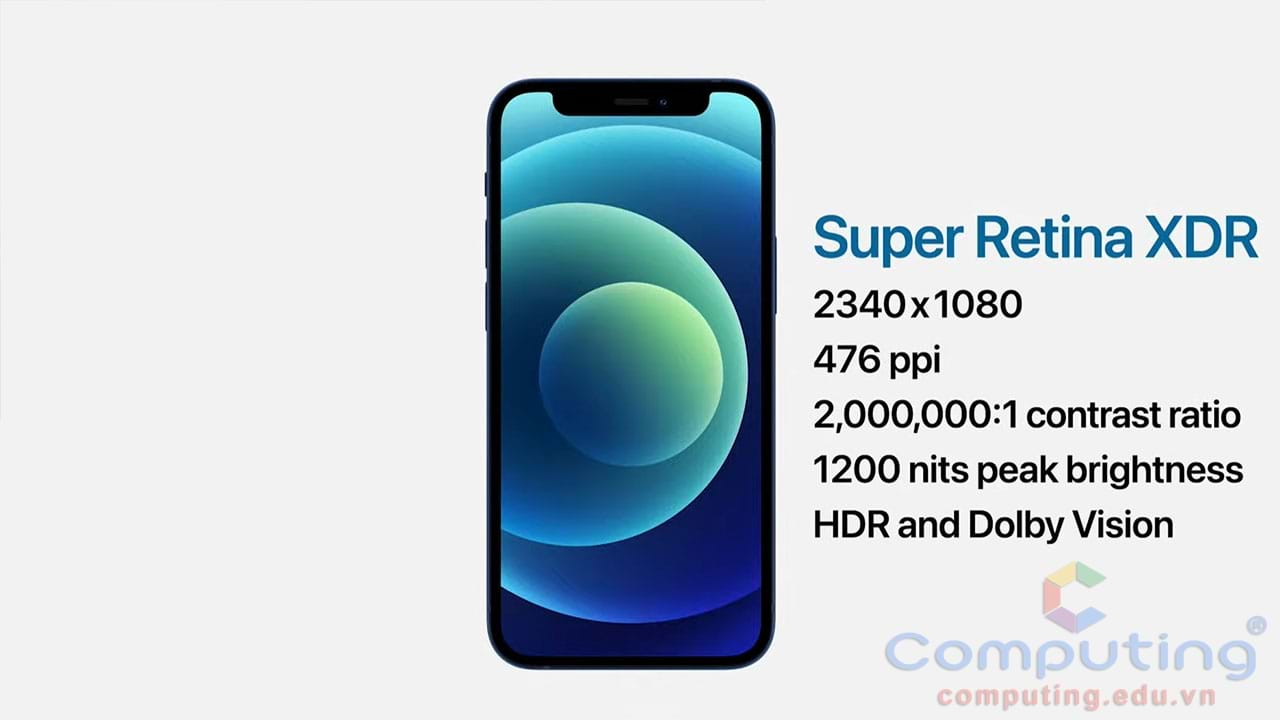 Super Retina XDR
2340x1080
476 ppi
2,000,000:1 contrast ratio
1200 nits peak brightness
HDR and Dolby Vision
Computing®
computing.edu.vn